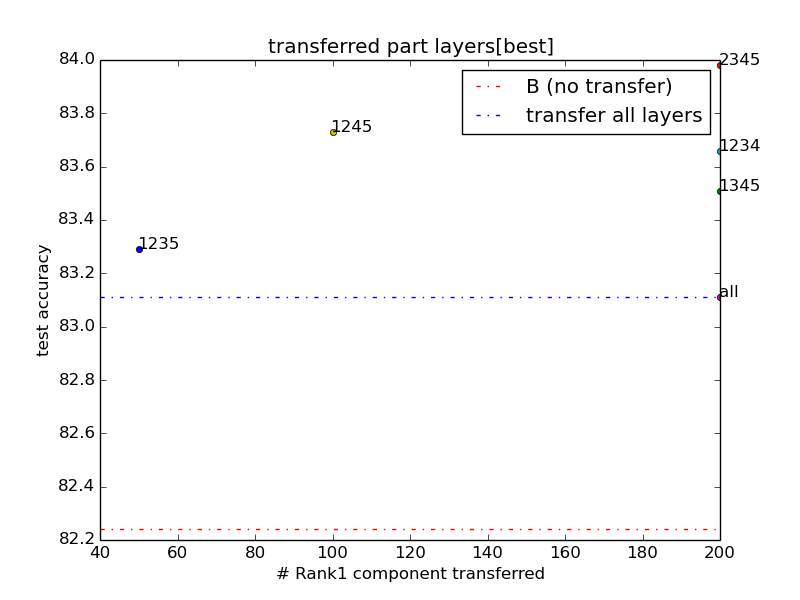 transferred part layers[best]
84.0
83.8
83.6
83.4
83.2
83.0
82.8
82.6
82.4
82.2
test accuracy
2345
B (no transfer)
transfer all layers
1245
1234
1345
1235
all
40 60 80 100 120 140 160 180 200
# Rank1 component transferred